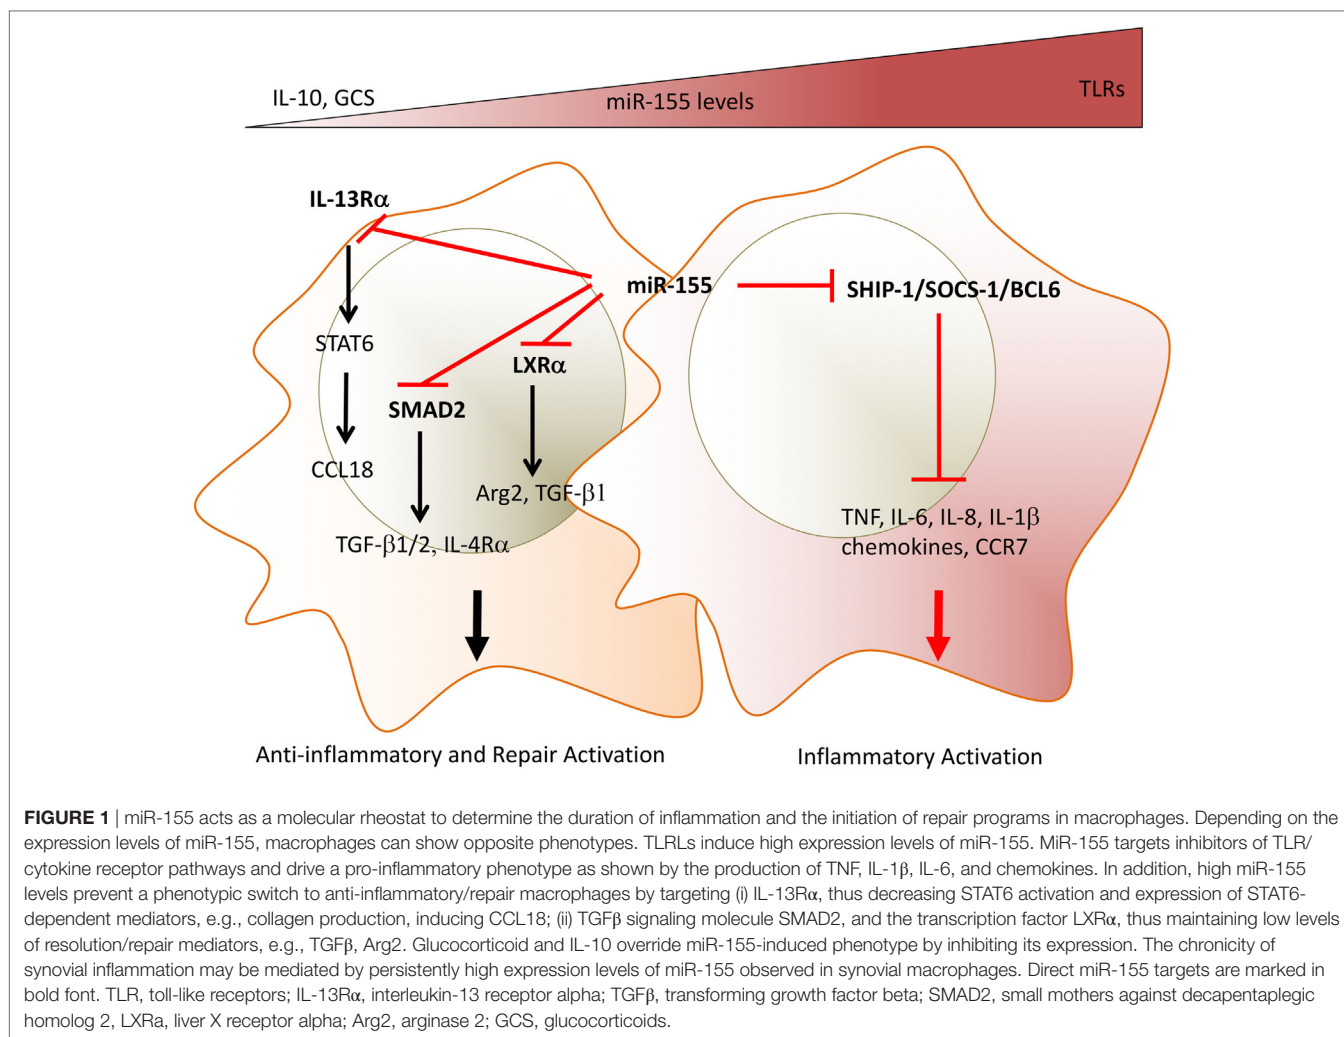 IL-10, GCS
miR-155 levels
TLRs
IL-13Rα
miR-155
SHIP-1/SOCS-1/BCL6
STAT6
LXRα
SMAD2
CCL18
Arg2, TGF-β1
TGF-β1/2, IL-4Rα
TNF, IL-6, IL-8, IL-1β
chemokines, CCR7
Anti-inflammatory and Repair Activation
Inflammatory Activation
FIGURE 1 | miR-155 acts as a molecular rheostat to determine the duration of inflammation and the initiation of repair programs in macrophages. Depending on the
expression levels of miR-155, macrophages can show opposite phenotypes. TLRLs induce high expression levels of miR-155. MiR-155 targets inhibitors of TLR/
cytokine receptor pathways and drive a pro-inflammatory phenotype as shown by the production of TNF, IL-1β, IL-6, and chemokines. In addition, high miR-155
levels prevent a phenotypic switch to anti-inflammatory/repair macrophages by targeting (i) IL-13Rα, thus decreasing STAT6 activation and expression of STAT6-
dependent mediators, e.g., collagen production, inducing CCL18; (ii) TGFβ signaling molecule SMAD2, and the transcription factor LXRα, thus maintaining low levels
of resolution/repair mediators, e.g., TGFβ, Arg2. Glucocorticoid and IL-10 override miR-155-induced phenotype by inhibiting its expression. The chronicity of
synovial inflammation may be mediated by persistently high expression levels of miR-155 observed in synovial macrophages. Direct miR-155 targets are marked in
bold font. TLR, toll-like receptors; IL-13Rα, interleukin-13 receptor alpha; TGFβ, transforming growth factor beta; SMAD2, small mothers against decapentaplegic
homolog 2, LXRa, liver X receptor alpha; Arg2, arginase 2; GCS, glucocorticoids.